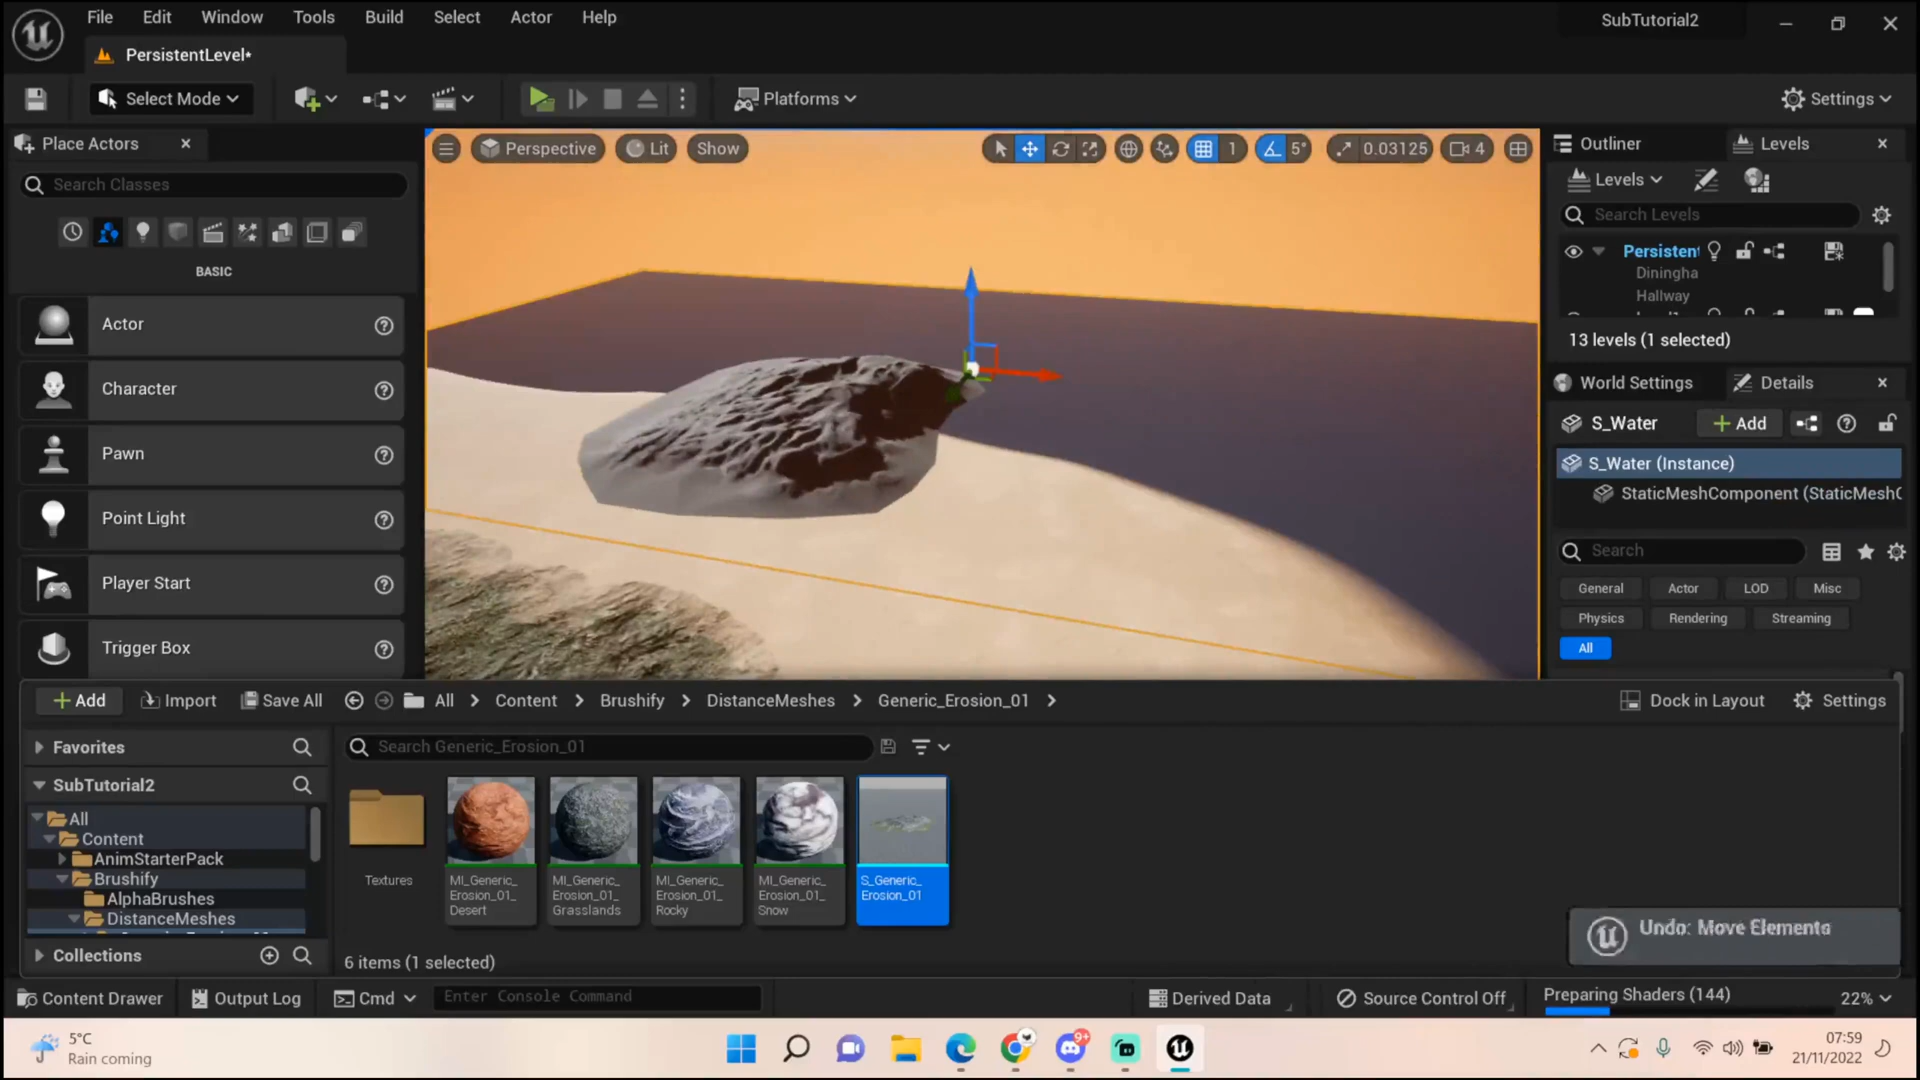 File Edit Window Tools Build Select Actor Help
SubTutorial2
PersistentLevel*
Select Mode
Platforms
Settings
Place Actors
Search Classes
BASIC
Actor
Character
Pawn
Point Light
Player Start
Trigger Box
Perspective
Lit
Show
1
5°
0.03125
4
Outliner
Levels
Levels
Search Levels
Persistent
Diningha
Hallway
13 levels (1 selected)
World Settings
Details
S_Water
Add
S_Water (Instance)
StaticMeshComponent (StaticMeshC
Search
General
Actor
LOD
Misc
Physics
Rendering
Streaming
All
Add
Import
Save All
All
Content
Brushify
DistanceMeshes
Generic_Erosion_01
Dock in Layout
Settings
Favorites
SubTutorial2
All
Content
AnimStarterPack
Brushify
AlphaBrushes
DistanceMeshes
Collections
Search Generic_Erosion_01
Textures
MI_Generic_
Erosion_01_
Desert
MI_Generic_
Erosion_01_
Grasslands
MI_Generic_
Erosion_01_
Rocky
MI_Generic_
Erosion_01_
Snow
S_Generic_
Erosion_01
6 items (1 selected)
Undo: Move Elements
Content Drawer
Output Log
Cmd
Enter Console Command
Derived Data
Source Control Off
Preparing Shaders (144)
22%
5°C
Rain coming
9+
07:59
21/11/2022